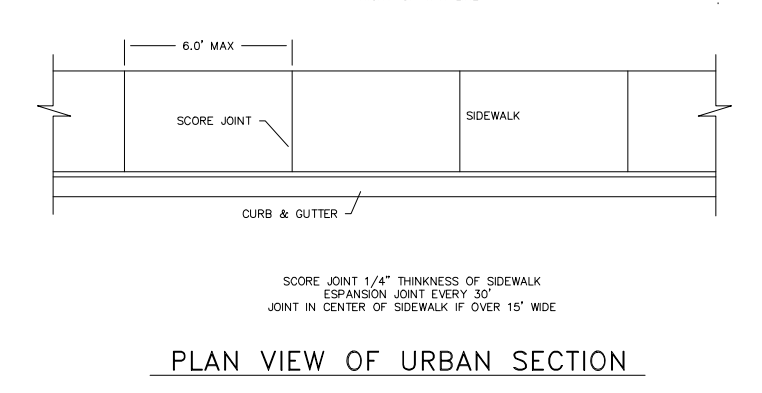 6.0' MAX
SCORE JOINT
SIDEWALK
CURB & GUTTER
SCORE JOINT 1/4" THINKNESS OF SIDEWALK
ESPANSION JOINT EVERY 30'
JOINT IN CENTER OF SIDEWALK IF OVER 15' WIDE
PLAN VIEW OF URBAN SECTION